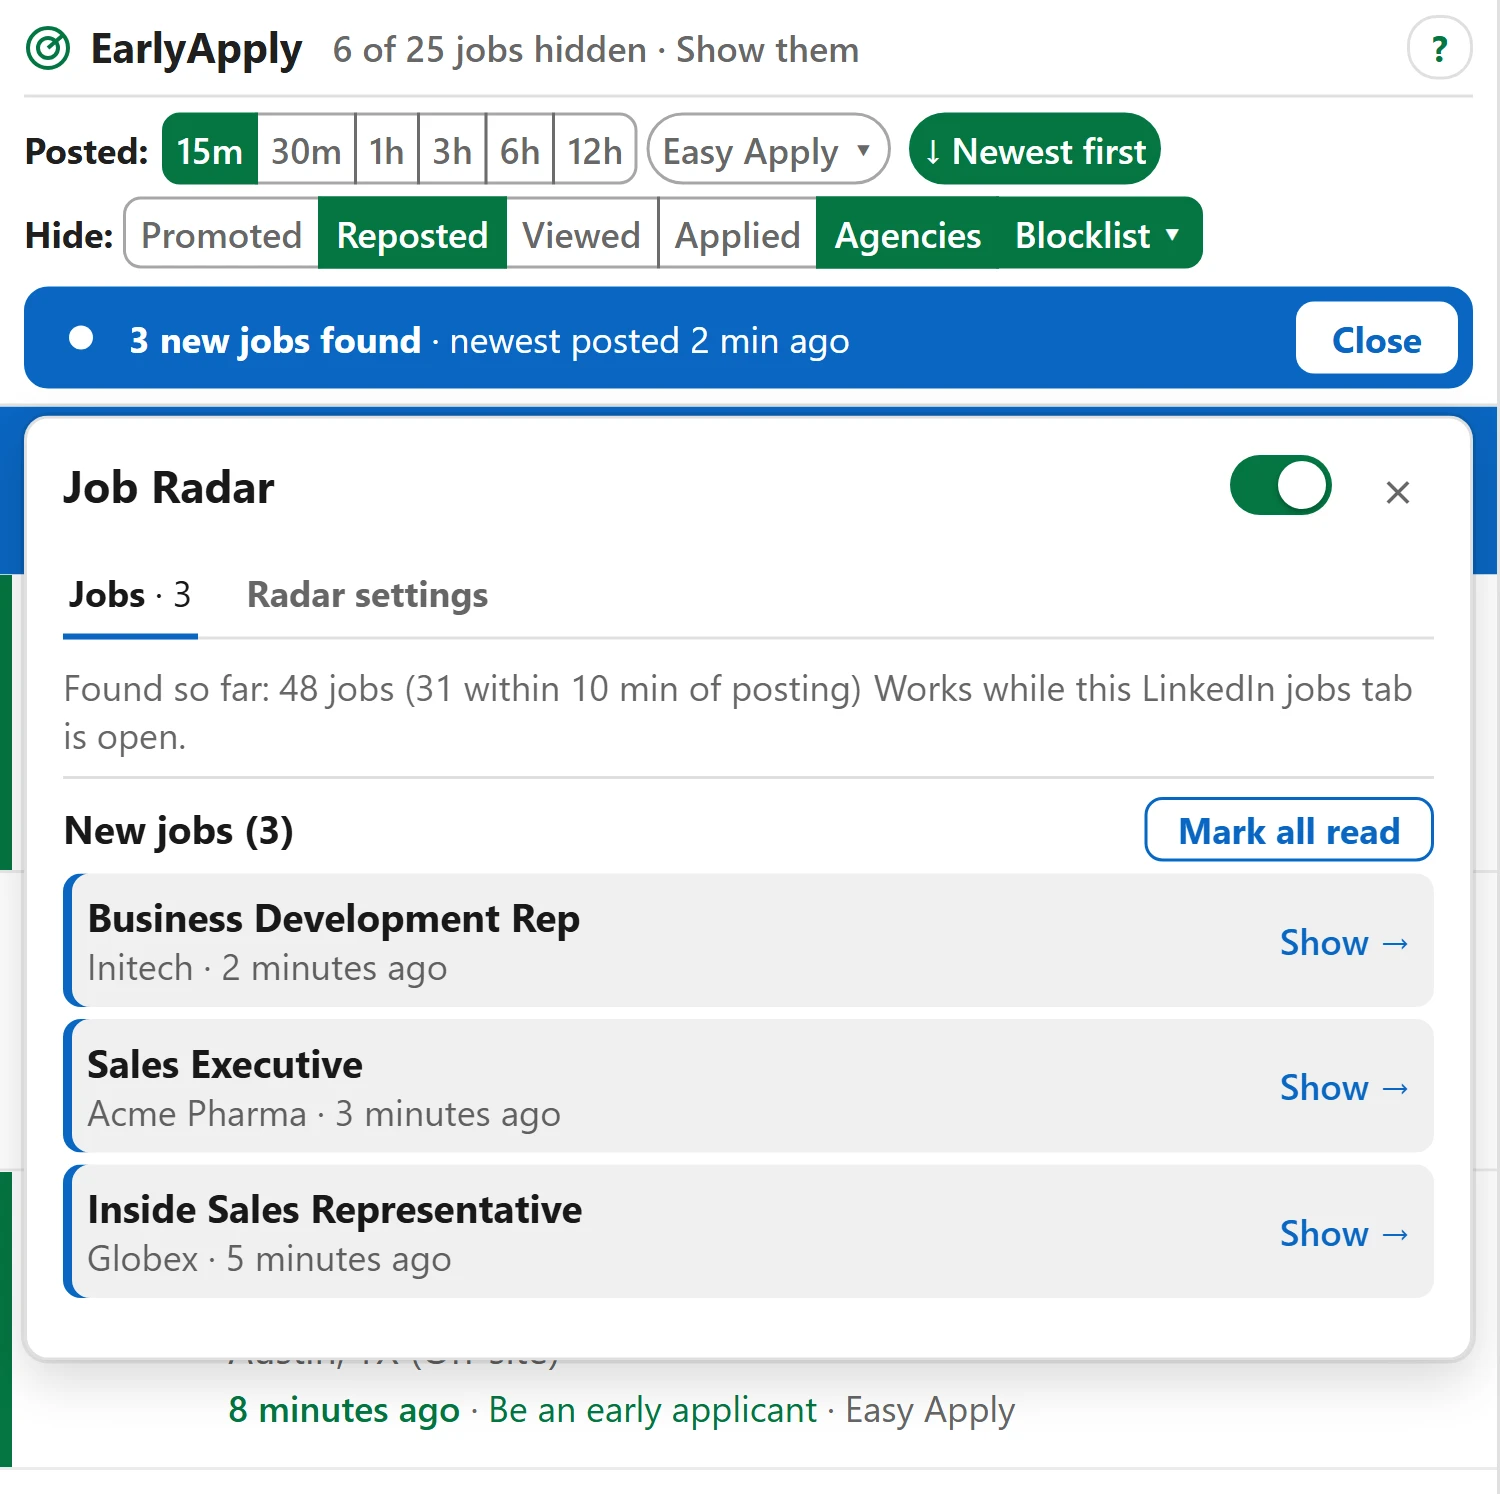 EarlyApply 6 of 25 jobs hidden · Show them ?
Posted: 15m 30m 1h 3h 6h 12h Easy Apply ▼ ↓ Newest first
Hide: Promoted Reposted Viewed Applied Agencies Blocklist ▼
3 new jobs found · newest posted 2 min ago Close
Job Radar ×
Jobs · 3 Radar settings
Found so far: 48 jobs (31 within 10 min of posting) Works while this LinkedIn jobs tab
is open.
New jobs (3) Mark all read
Business Development Rep
Initech · 2 minutes ago Show →
Sales Executive
Acme Pharma · 3 minutes ago Show →
Inside Sales Representative
Globex · 5 minutes ago Show →
8 minutes ago · Be an early applicant · Easy Apply